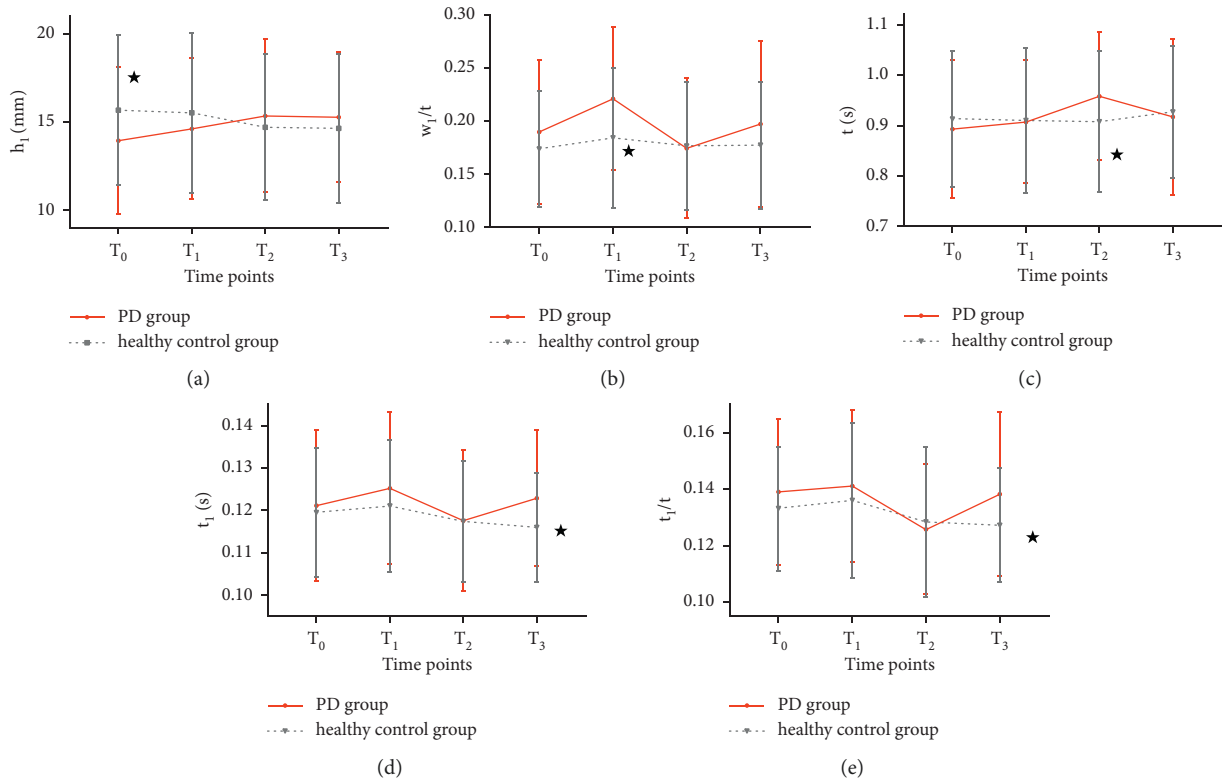 20
15
10
h1 (mm)
T0 T1 T2 T3
Time points
PD group
healthy control group
(a)
0.30
0.25
0.20
0.15
0.10
w1/t
T0 T1 T2 T3
Time points
PD group
healthy control group
(b)
1.1
1.0
0.9
0.8
0.7
t (s)
T0 T1 T2 T3
Time points
PD group
healthy control group
(c)
0.14
0.13
0.12
0.11
0.10
t1 (s)
T0 T1 T2 T3
Time points
PD group
healthy control group
(d)
0.16
0.14
0.12
0.10
t1/t
T0 T1 T2 T3
Time points
PD group
healthy control group
(e)